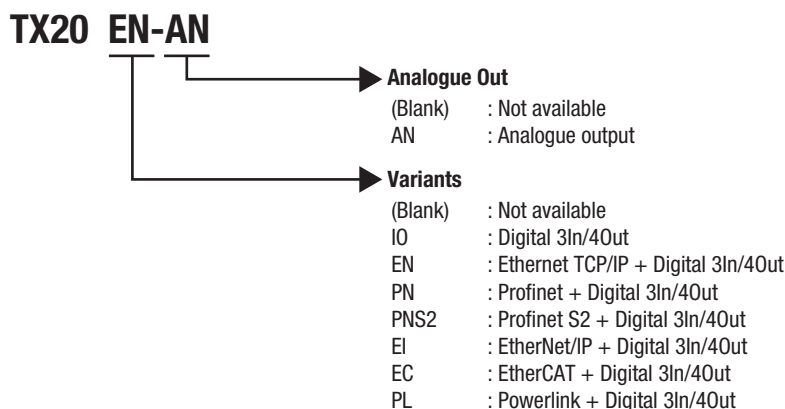 TX20 EN-AN
Analogue Out
(Blank) : Not available
AN : Analogue output
Variants
(Blank) : Not available
IO : Digital 3In/4Out
EN : Ethernet TCP/IP + Digital 3In/4Out
PN : Profinet + Digital 3In/4Out
PNS2 : Profinet S2 + Digital 3In/4Out
EI : EtherNet/IP + Digital 3In/4Out
EC : EtherCAT + Digital 3In/4Out
PL : Powerlink + Digital 3In/4Out